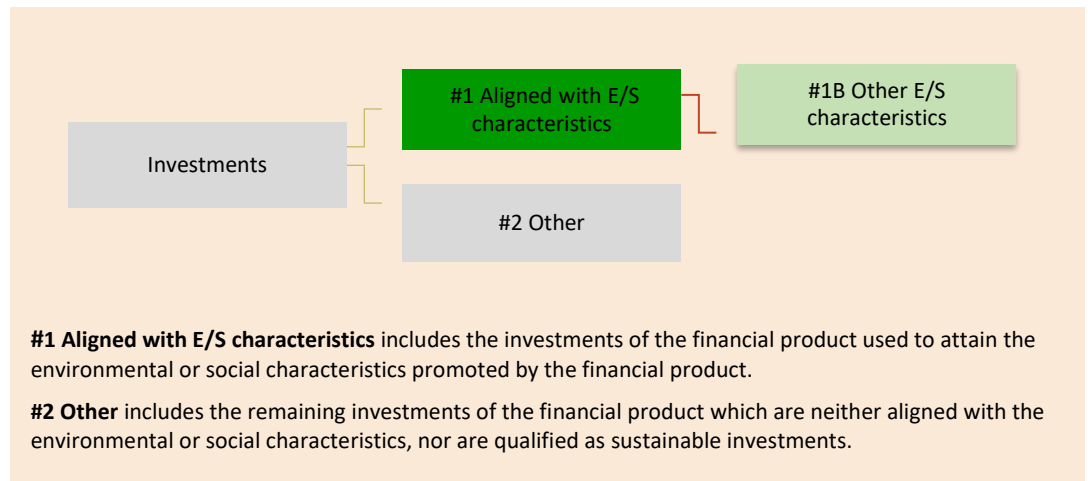 #1 Aligned with E/S
characteristics
#1B Other E/S
characteristics
Investments
#2 Other
#1 Aligned with E/S characteristics includes the investments of the financial product used to attain the
environmental or social characteristics promoted by the financial product.
#2 Other includes the remaining investments of the financial product which are neither aligned with the
environmental or social characteristics, nor are qualified as sustainable investments.